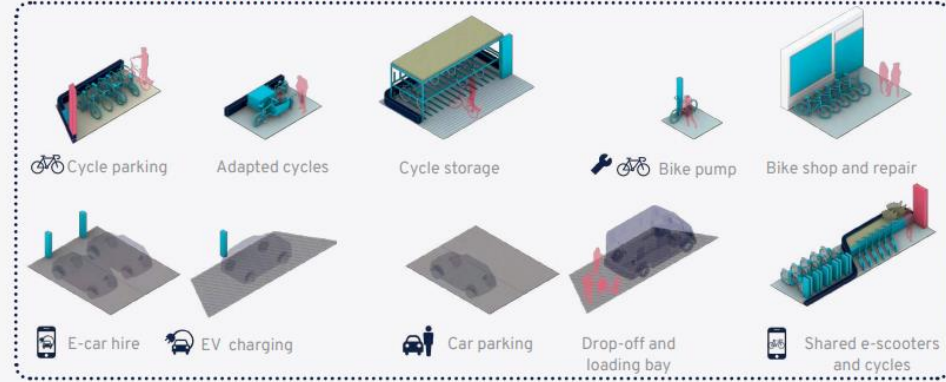 Cycle parking
Adapted cycles
Cycle storage
Bike pump
Bike shop and repair
E-car hire
EV charging
Car parking
Drop-off and
loading bay
Shared e-scooters
and cycles